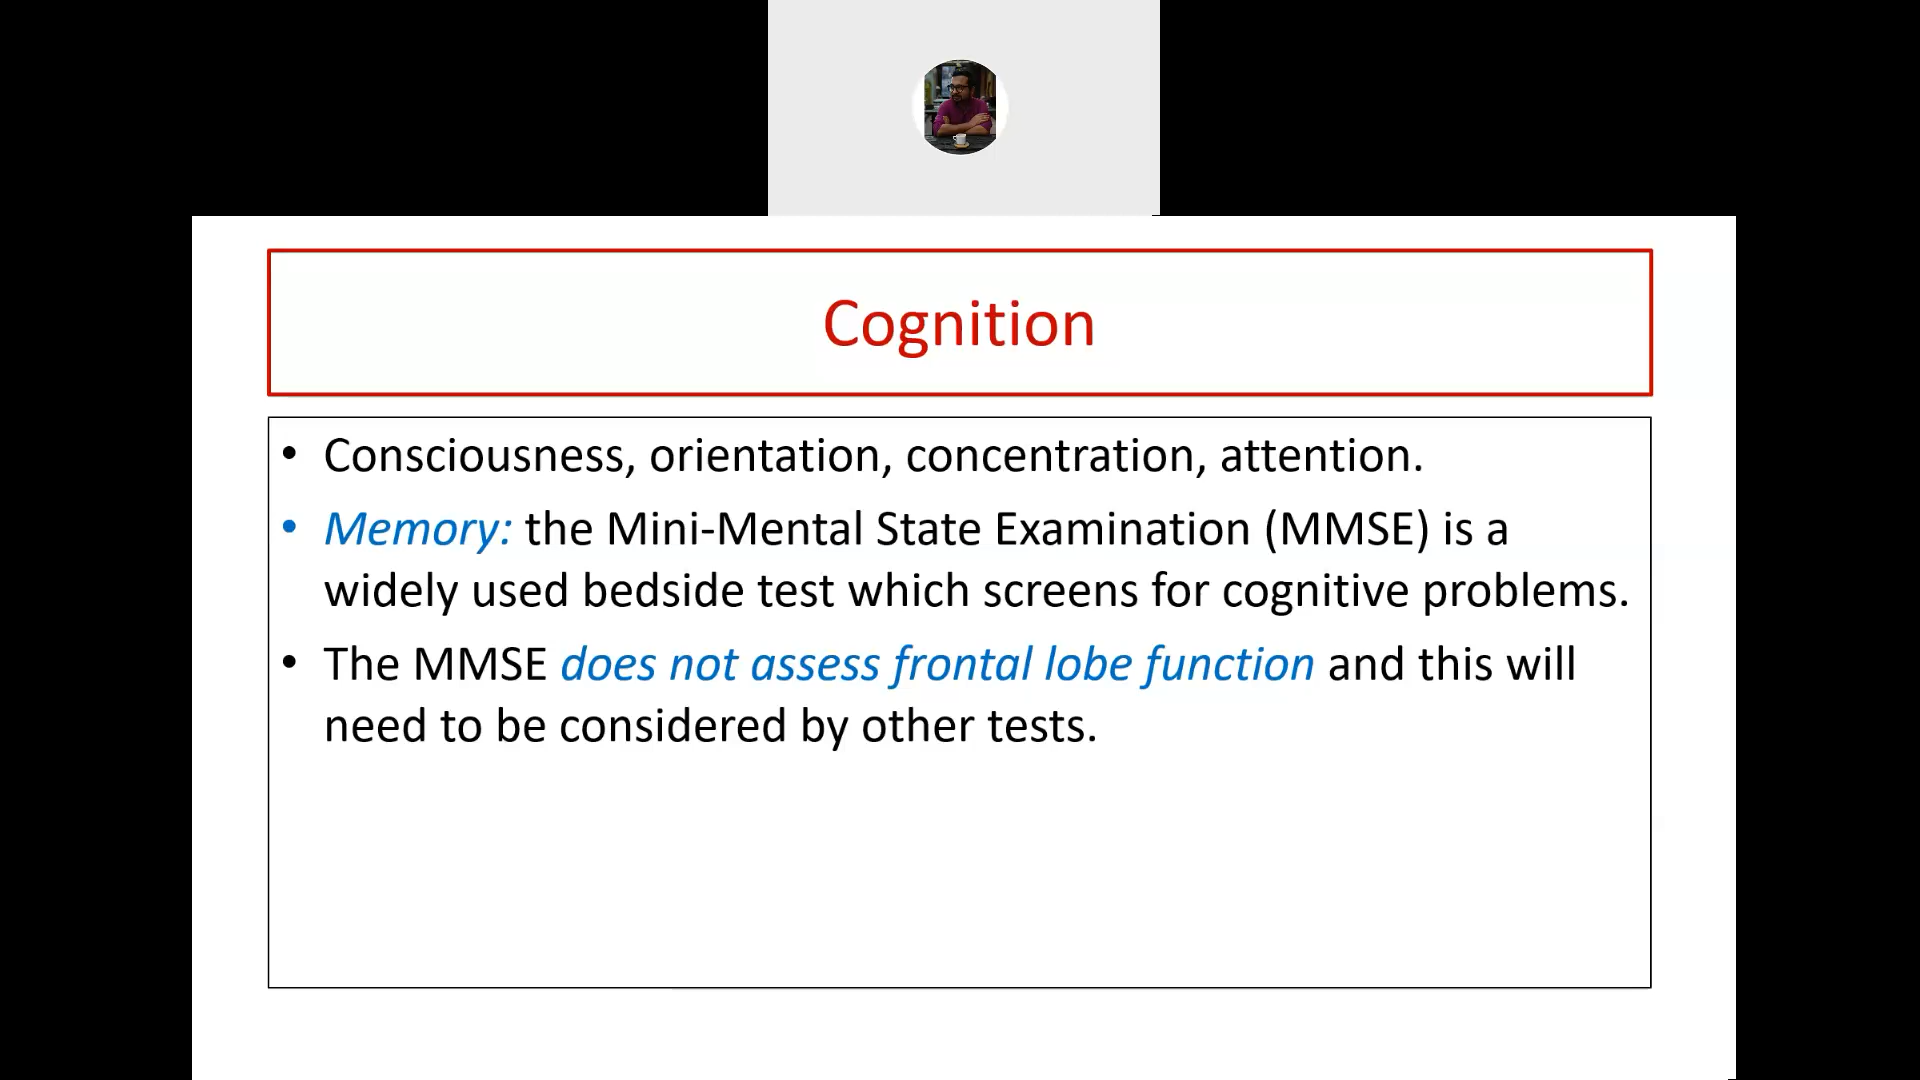 Cognition
• Consciousness, orientation, concentration, attention.
• Memory: the Mini-Mental State Examination (MMSE) is a
widely used bedside test which screens for cognitive problems.
• The MMSE does not assess frontal lobe function and this will
need to be considered by other tests.